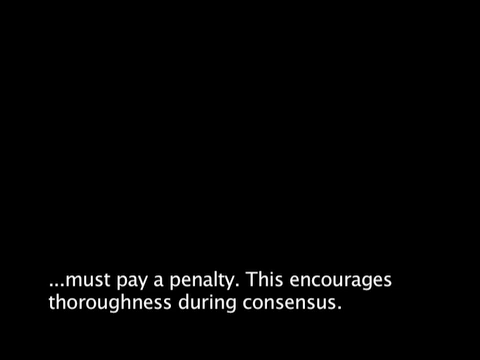 ...must pay a penalty. This encourages
thoroughness during consensus.